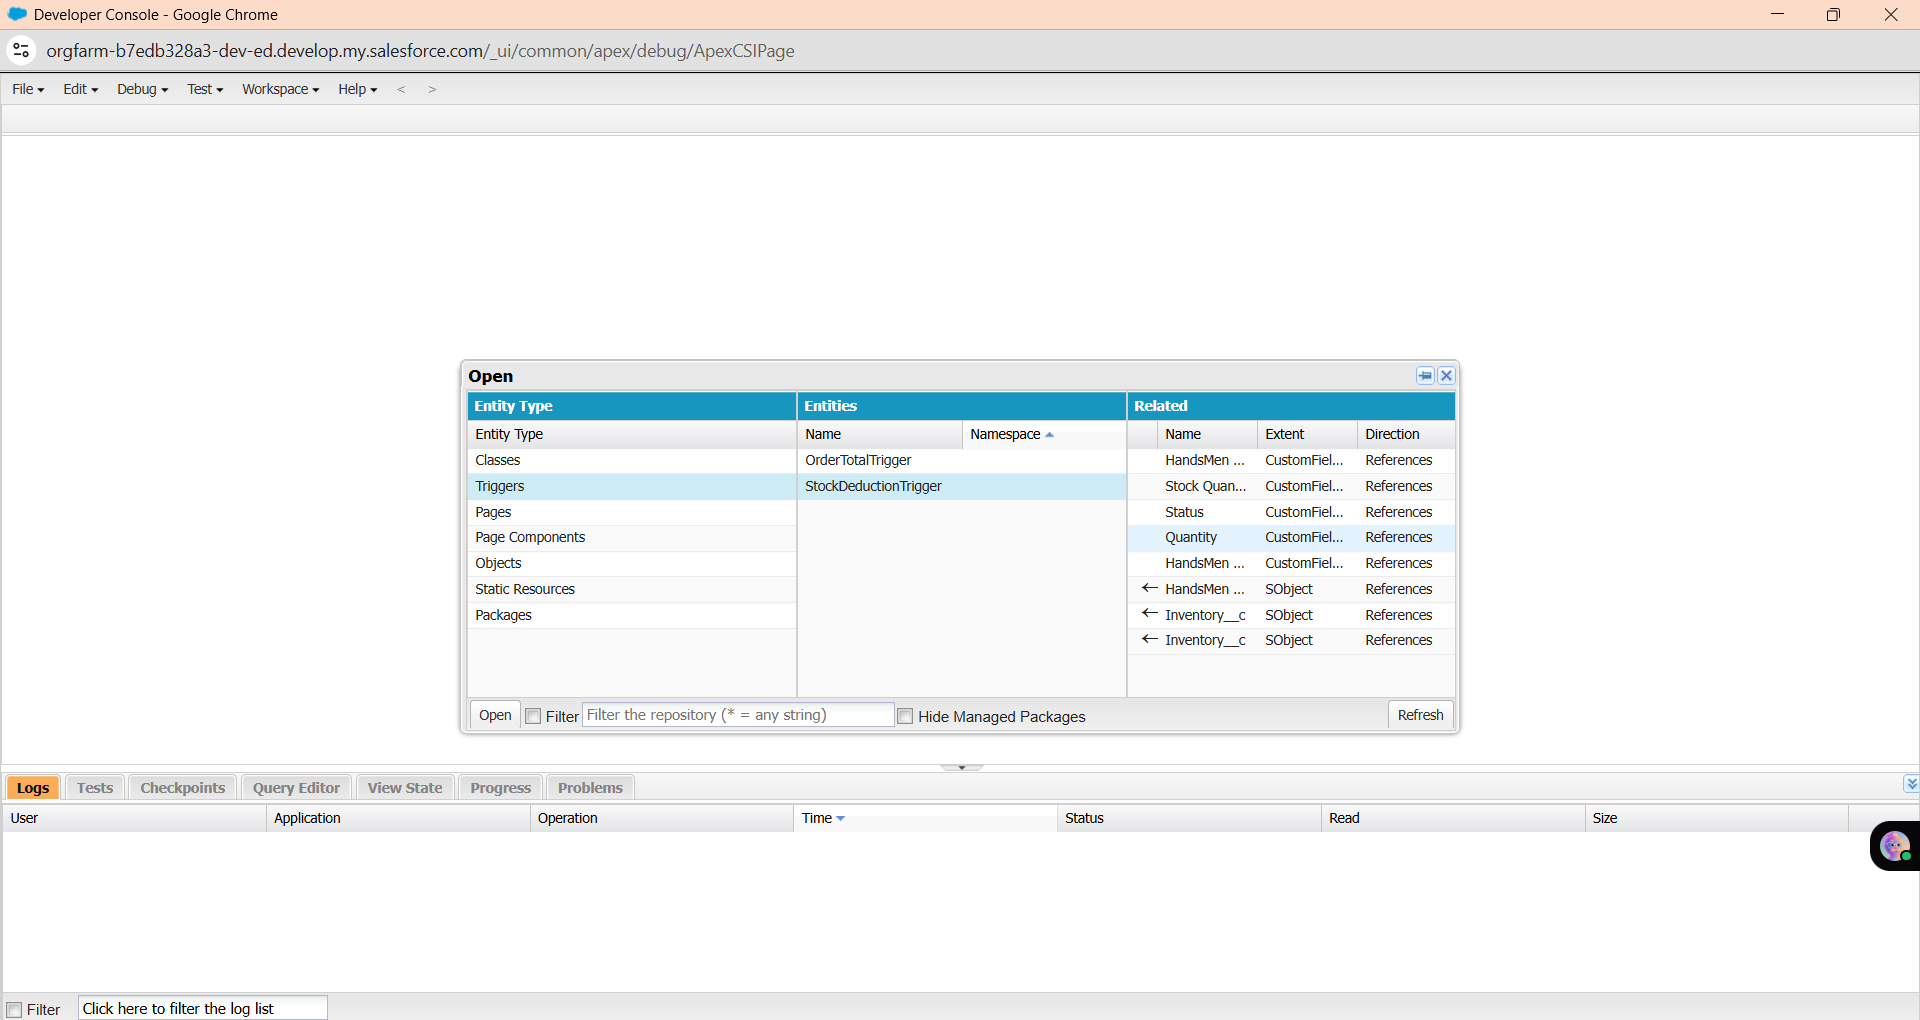 Developer Console - Google Chrome
orgfarm-b7edb328a3-dev-ed.develop.my.salesforce.com/_ui/common/apex/debug/ApexCSIPage
File Edit Debug Test Workspace Help < >
Open
Entity Type Entities Related
Entity Type Name Namespace Name Extent Direction
Classes OrderTotalTrigger HandsMen ... CustomFiel... References
Triggers StockDeductionTrigger Stock Quan... CustomFiel... References
Pages Status CustomFiel... References
Page Components Quantity CustomFiel... References
Objects HandsMen ... CustomFiel... References
Static Resources HandsMen ... SObject References
Packages Inventory__c SObject References
Inventory__c SObject References
Open Filter Filter the repository (* = any string) Hide Managed Packages Refresh
Logs Tests Checkpoints Query Editor View State Progress Problems
User Application Operation Time Status Read Size
Filter Click here to filter the log list